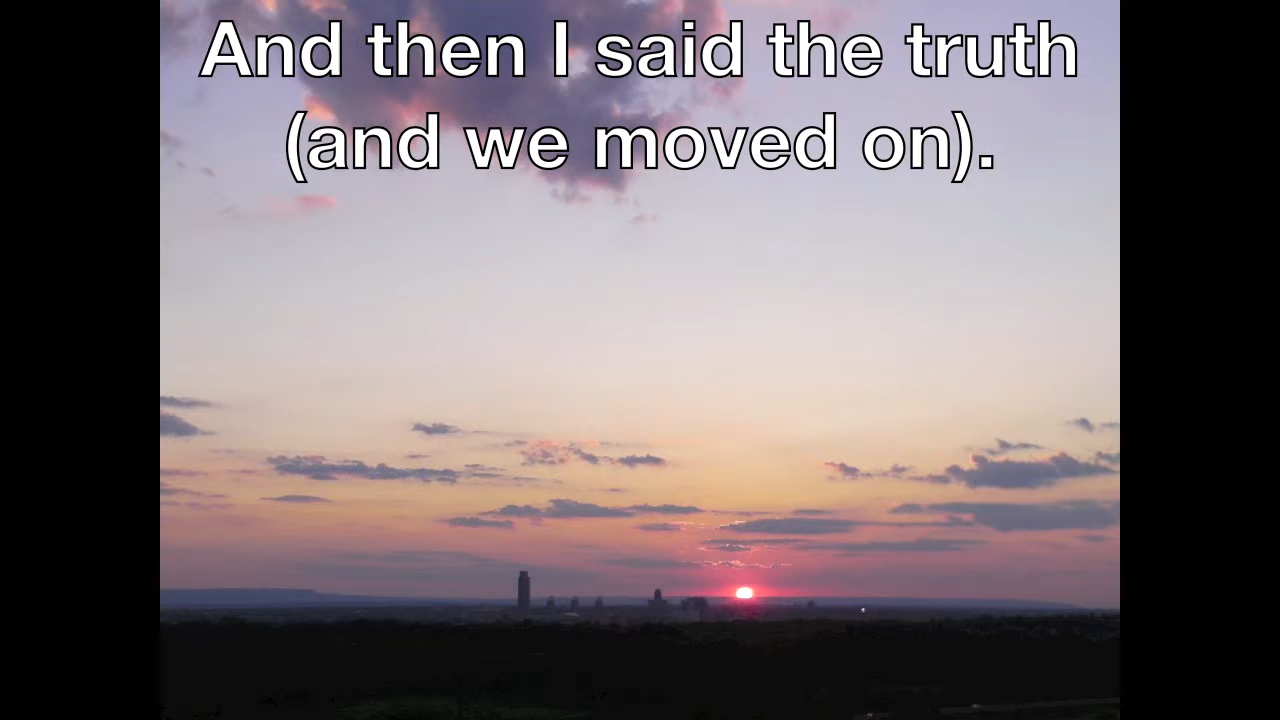 And then I said the truth
(and we moved on).